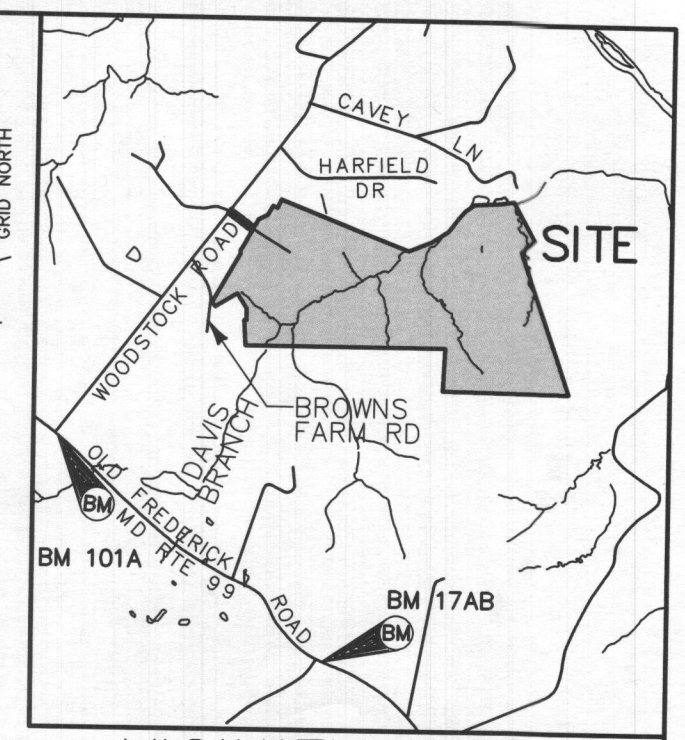 GRID NORTH
CAVEY
LN
HARFIELD
DR
SITE
WOODSTOCK ROAD
BROWNS
FARM RD
DAVIS
BRANCH
OLD FREDERICK
ROAD
MD RTE 99
BM
BM 101A
BM 17AB
BM